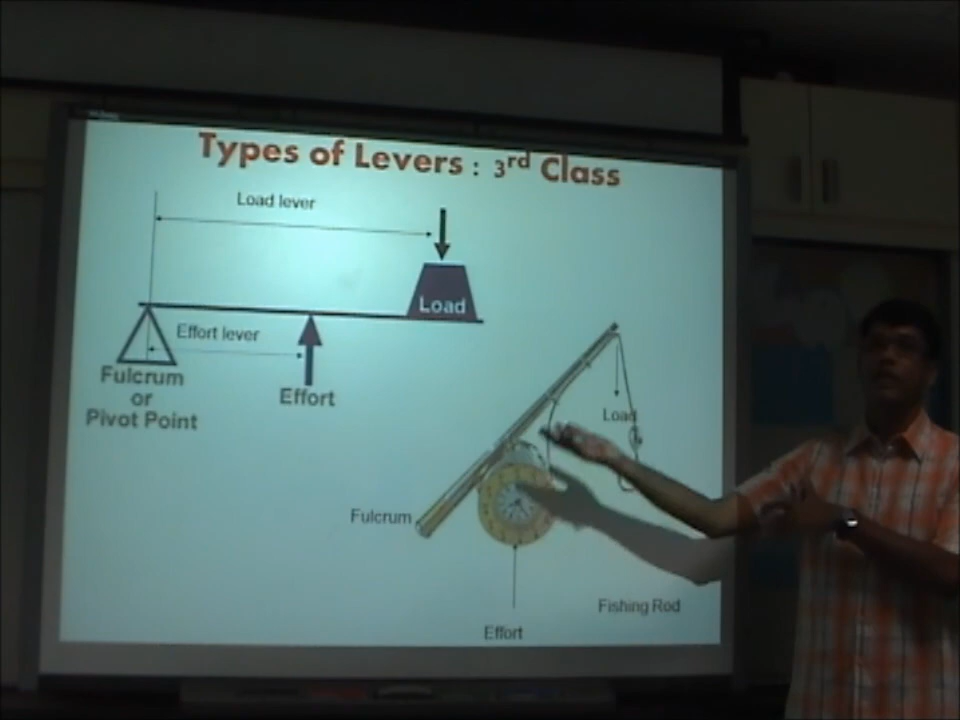 Types of Levers : 3rd Class
Load lever
Load
Effort lever
Fulcrum
or
Pivot Point
Effort
Load
Fulcrum
Fishing Rod
Effort